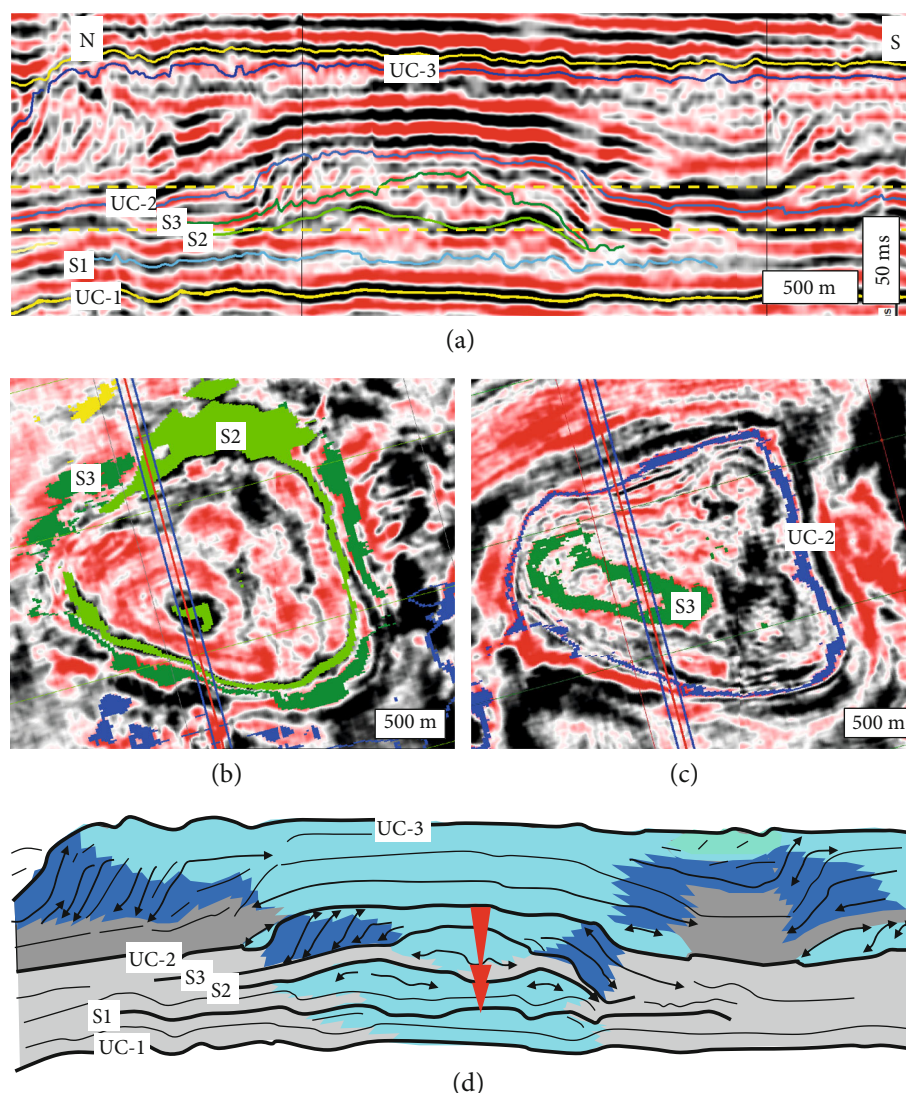 N
S
UC-3
UC-2
S3
S2
S1
UC-1
500 m
50 ms
(a)
S2
S3
500 m
(b)
UC-2
S3
500 m
(c)
UC-3
UC-2
S3
S2
S1
UC-1
(d)